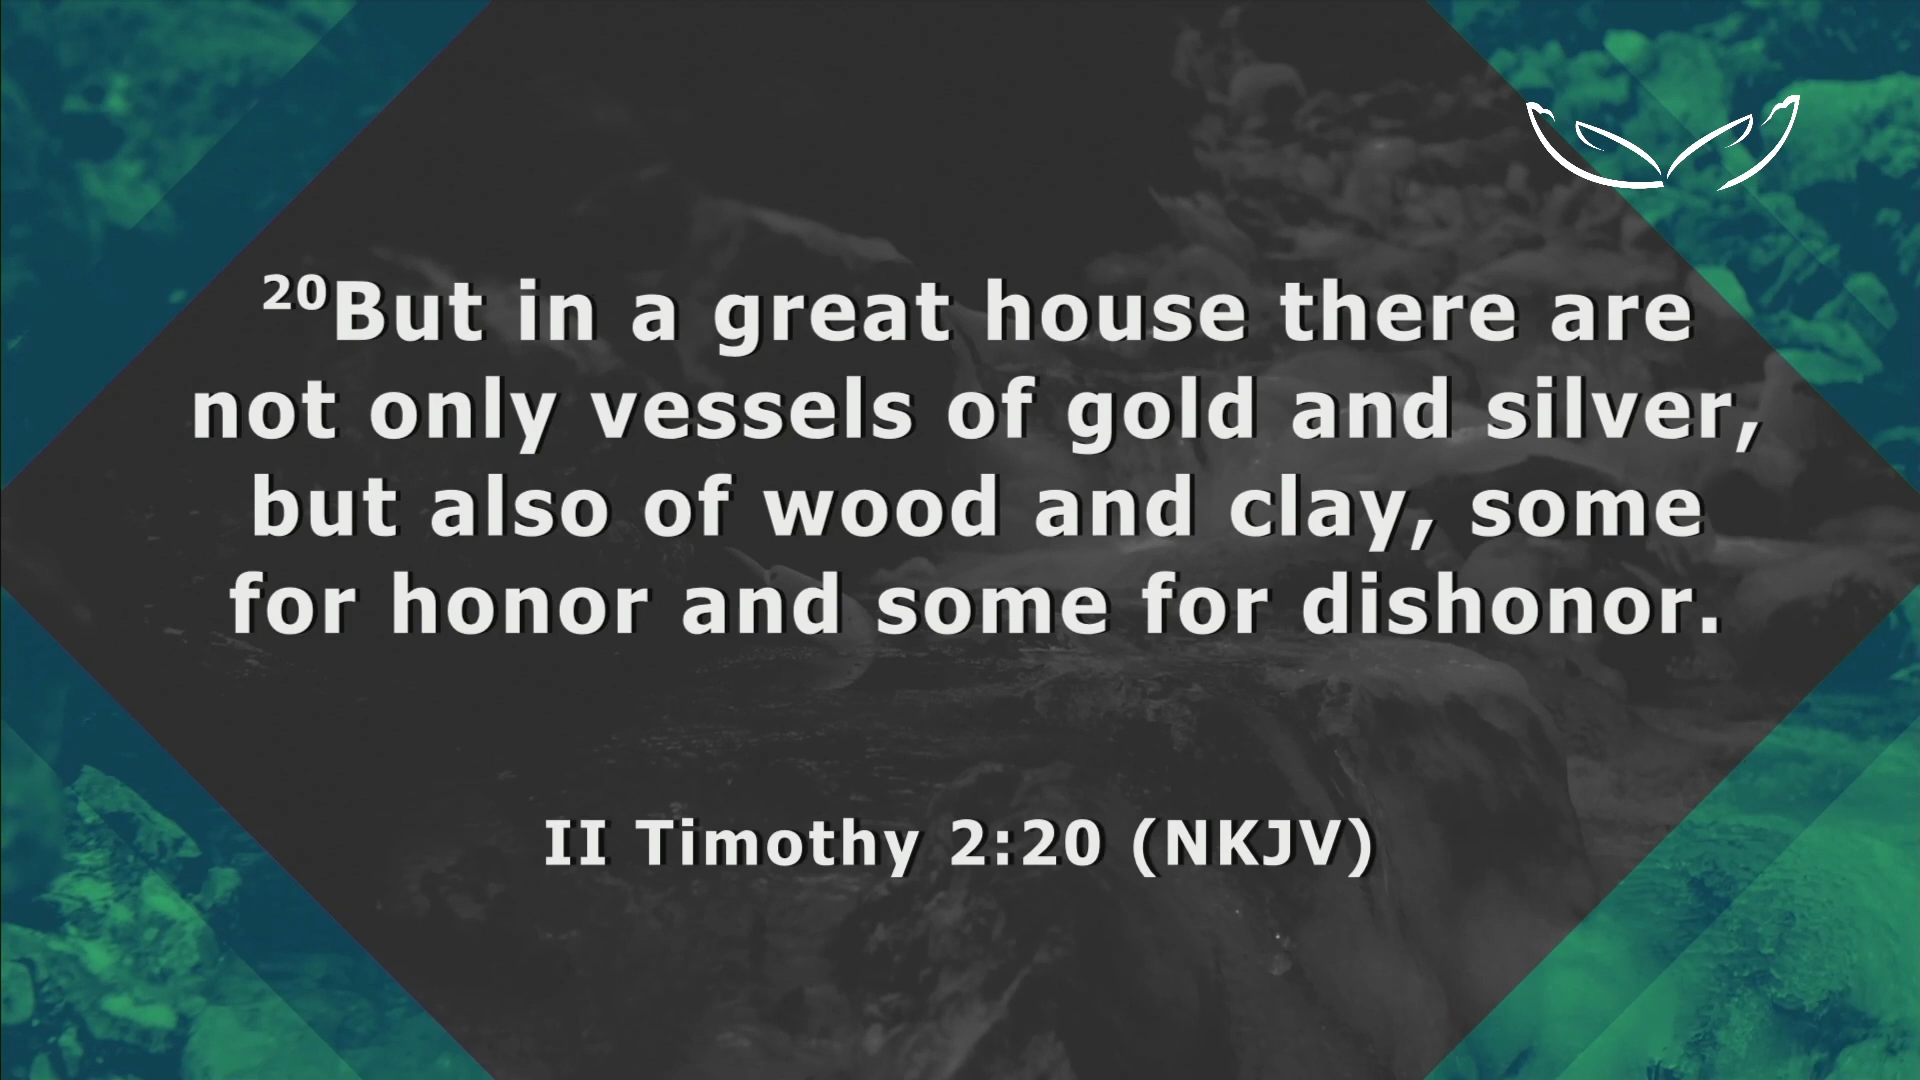 20But in a great house there are
not only vessels of gold and silver,
but also of wood and clay, some
for honor and some for dishonor.
II Timothy 2:20 (NKJV)